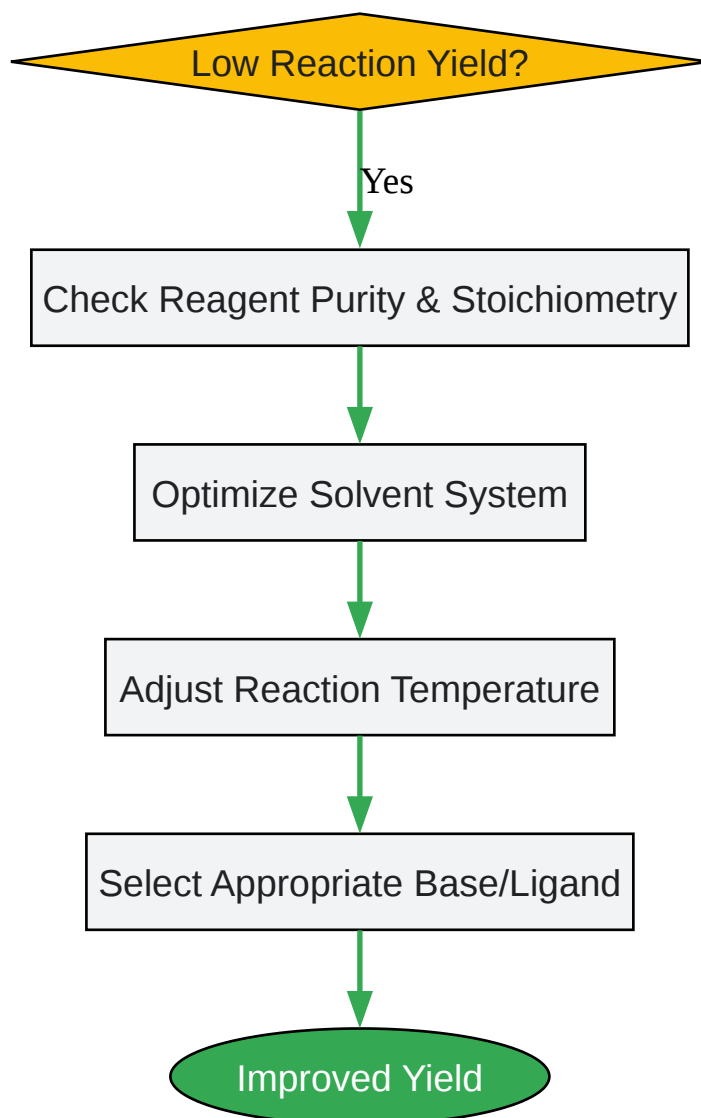 Low Reaction Yield?
Yes
Check Reagent Purity & Stoichiometry
Optimize Solvent System
Adjust Reaction Temperature
Select Appropriate Base/Ligand
Improved Yield